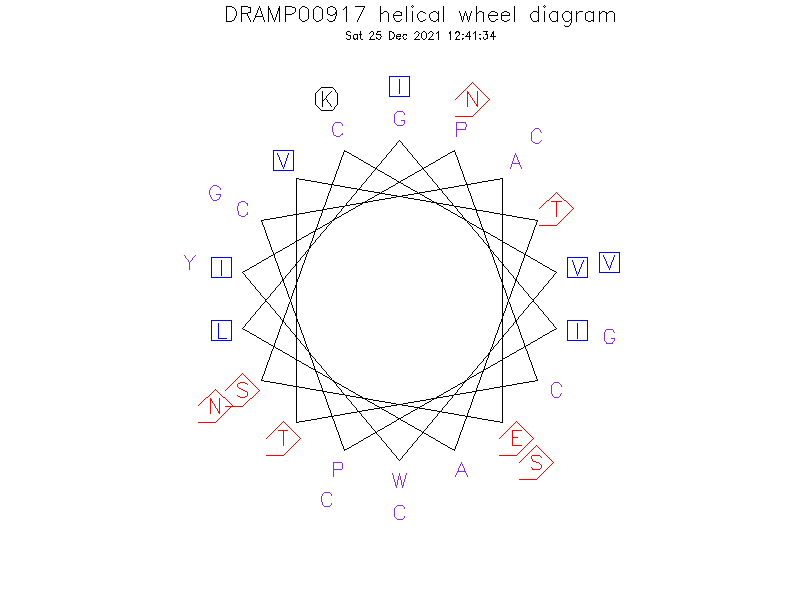 DRAMP00917 helical wheel diagram
Sat 25 Dec 2021 12:41:34
I
K N
G
C P
C
V A
G C T
Y I V V
L I G
N S C
T E
S
P W A
C
C